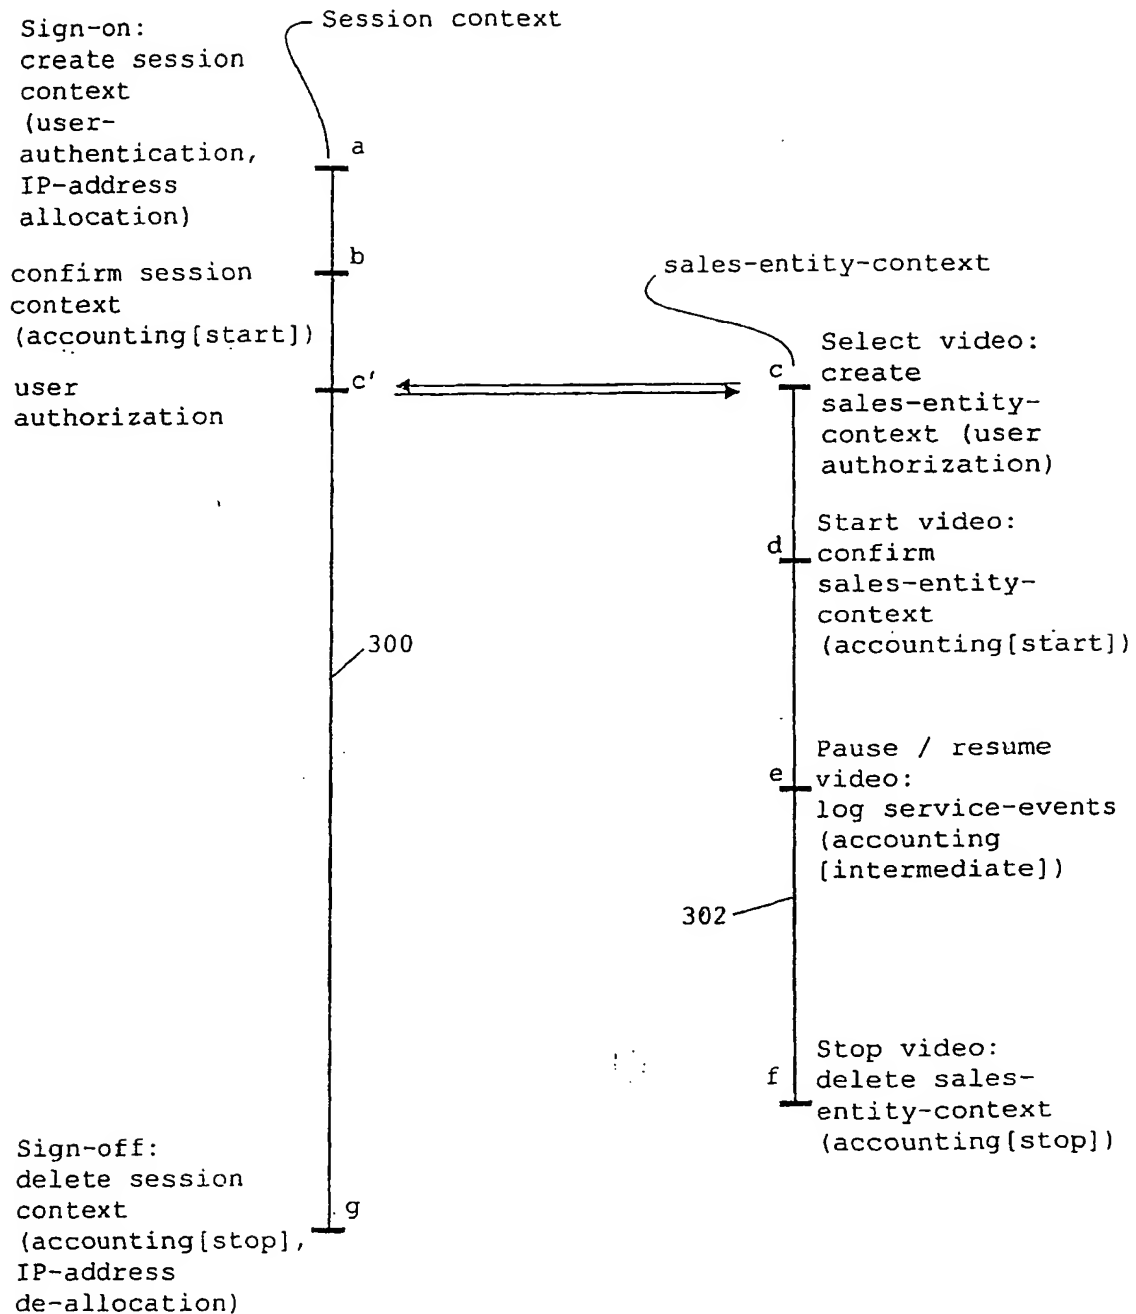 Sign-on:
create session
context
(user-
authentication,
IP-address
allocation)
Session context
a
b
confirm session
context
(accounting[start])
user
authorization
c'
sales-entity-context
c
Select video:
create
sales-entity-
context (user
authorization)
d
Start video:
confirm
sales-entity-
context
(accounting[start])
300
e
Pause / resume
video:
log service-events
(accounting
[intermediate])
302
f
Stop video:
delete sales-
entity-context
(accounting[stop])
Sign-off:
delete session
context
(accounting[stop],
IP-address
de-allocation)
g